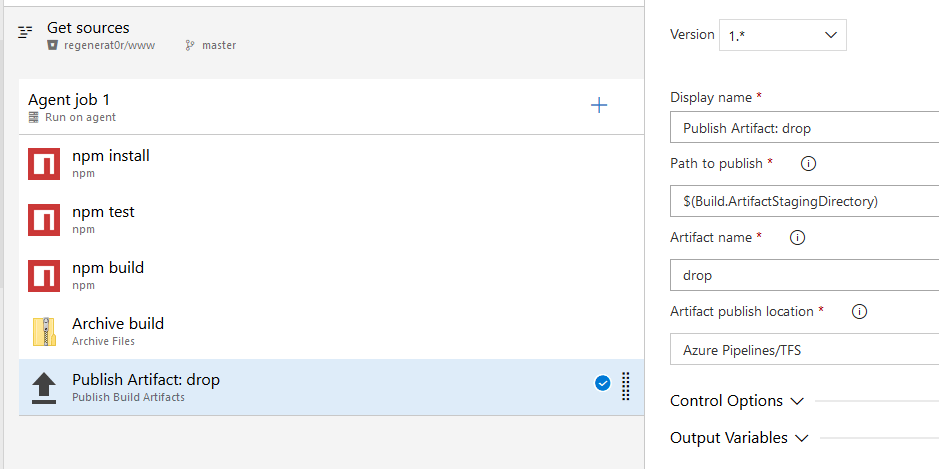 Get sources
regenerat0r/www master
Agent job 1
Run on agent
npm install
npm
npm test
npm
npm build
npm
Archive build
Archive Files
Publish Artifact: drop
Publish Build Artifacts
Version 1.*
Display name *
Publish Artifact: drop
Path to publish *
$(Build.ArtifactStagingDirectory)
Artifact name *
drop
Artifact publish location *
Azure Pipelines/TFS
Control Options
Output Variables